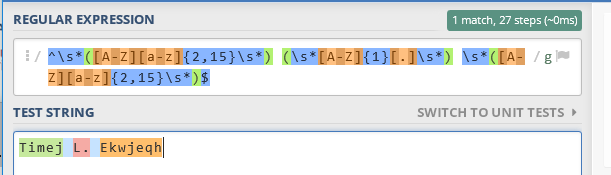 REGULAR EXPRESSION 1 match, 27 steps (~0ms)
/ ^\s*([A-Z][a-z]{2,15}\s*) (\s*[A-Z]{1}[.]\s*) \s*([A- / g
Z][a-z]{2,15}\s*)$
TEST STRING SWITCH TO UNIT TESTS
Timej L. Ekwjeqh